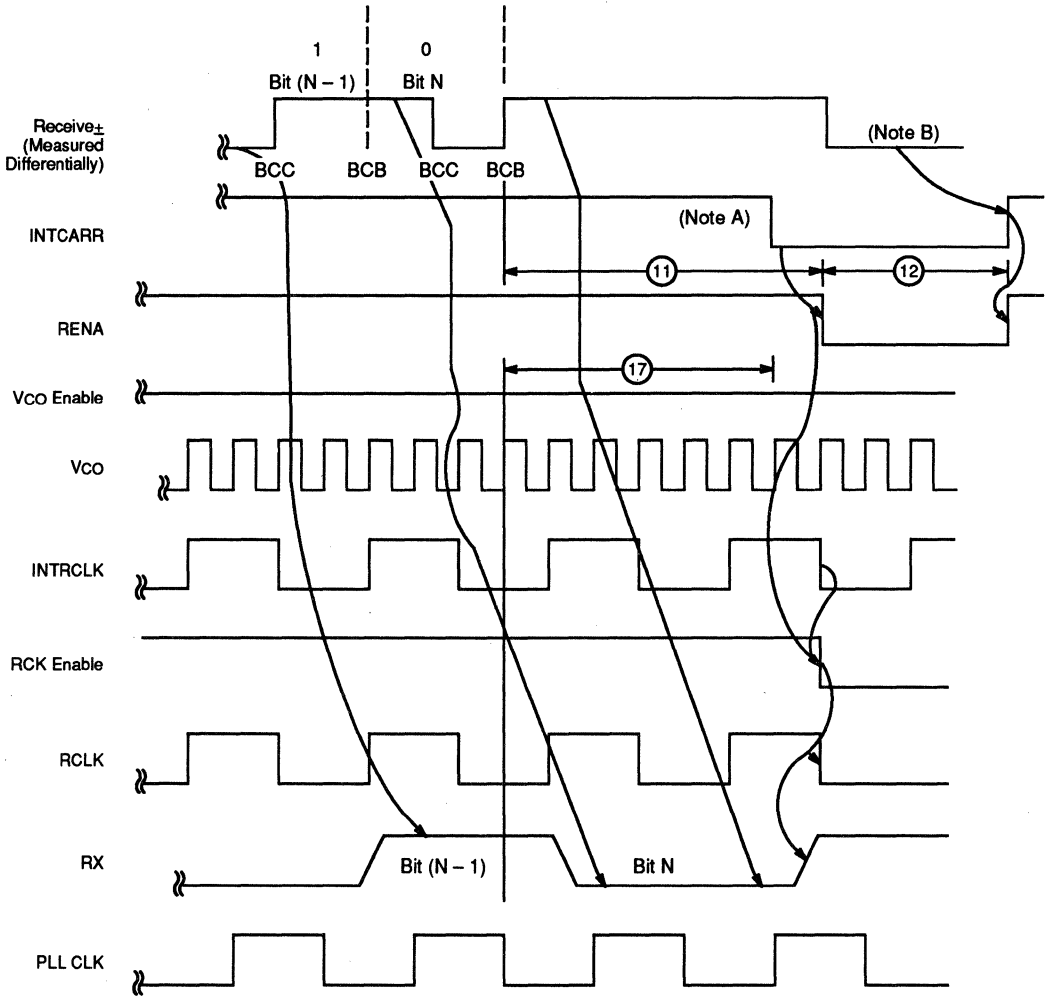 1 0
Bit (N – 1) Bit N
Receive±
(Measured
Differentially)
(Note B)
BCC BCB BCC BCB
INTCARR
(Note A)
11 12
RENA
17
VCO Enable
VCO
INTRCLK
RCK Enable
RCLK
RX
Bit (N – 1) Bit N
PLL CLK